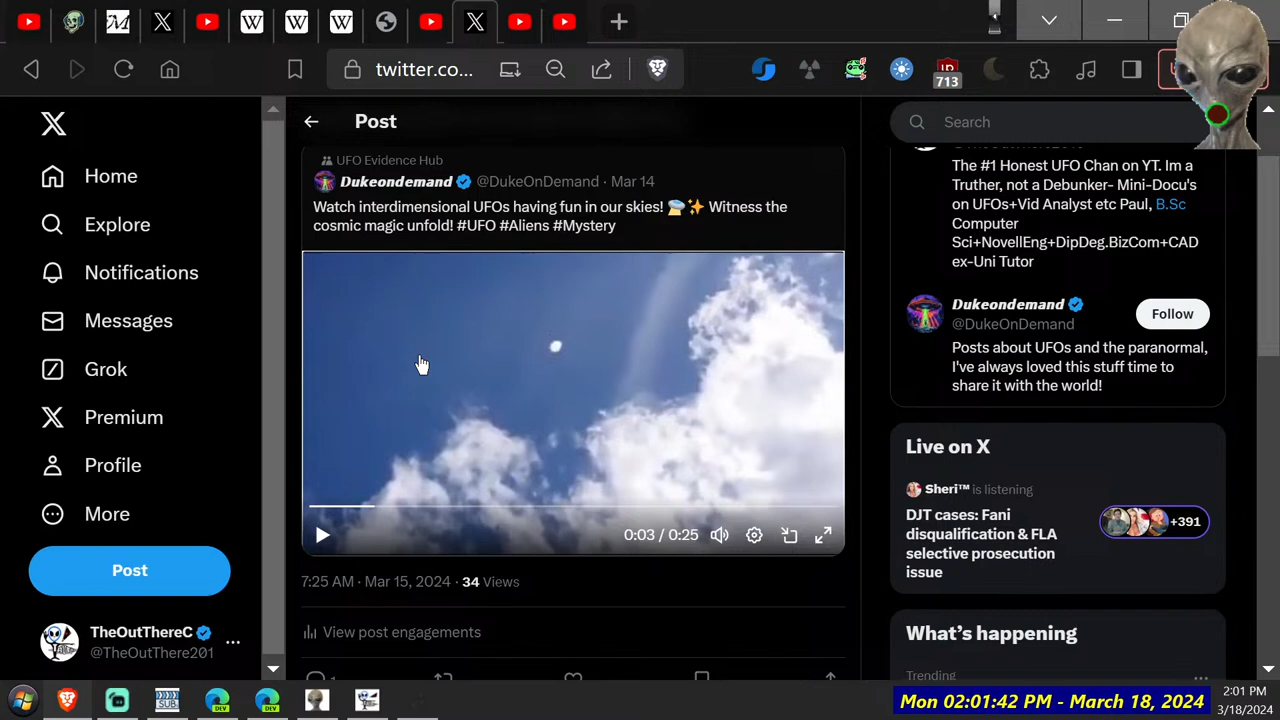 twitter.co...
713
Home
Explore
Notifications
Messages
Grok
Premium
Profile
More
Post
TheOutThereC
@TheOutThere201
Post
UFO Evidence Hub
Dukeondemand @DukeOnDemand · Mar 14
Watch interdimensional UFOs having fun in our skies! 🛸✨ Witness the
cosmic magic unfold! #UFO #Aliens #Mystery
0:03 / 0:25
7:25 AM · Mar 15, 2024 · 34 Views
View post engagements
Search
The #1 Honest UFO Chan on YT. Im a
Truther, not a Debunker- Mini-Docu's
on UFOs+Vid Analyst etc Paul, B.Sc
Computer
Sci+NovellEng+DipDeg.BizCom+CAD
ex-Uni Tutor
Dukeondemand
@DukeOnDemand
Follow
Posts about UFOs and the paranormal,
I've always loved this stuff time to
share it with the world!
Live on X
Sheri™ is listening
DJT cases: Fani
disqualification & FLA
selective prosecution
issue
+391
What's happening
Trending
SUB
DEV
DEV
Mon 02:01:42 PM - March 18, 2024
2:01 PM
3/18/2024